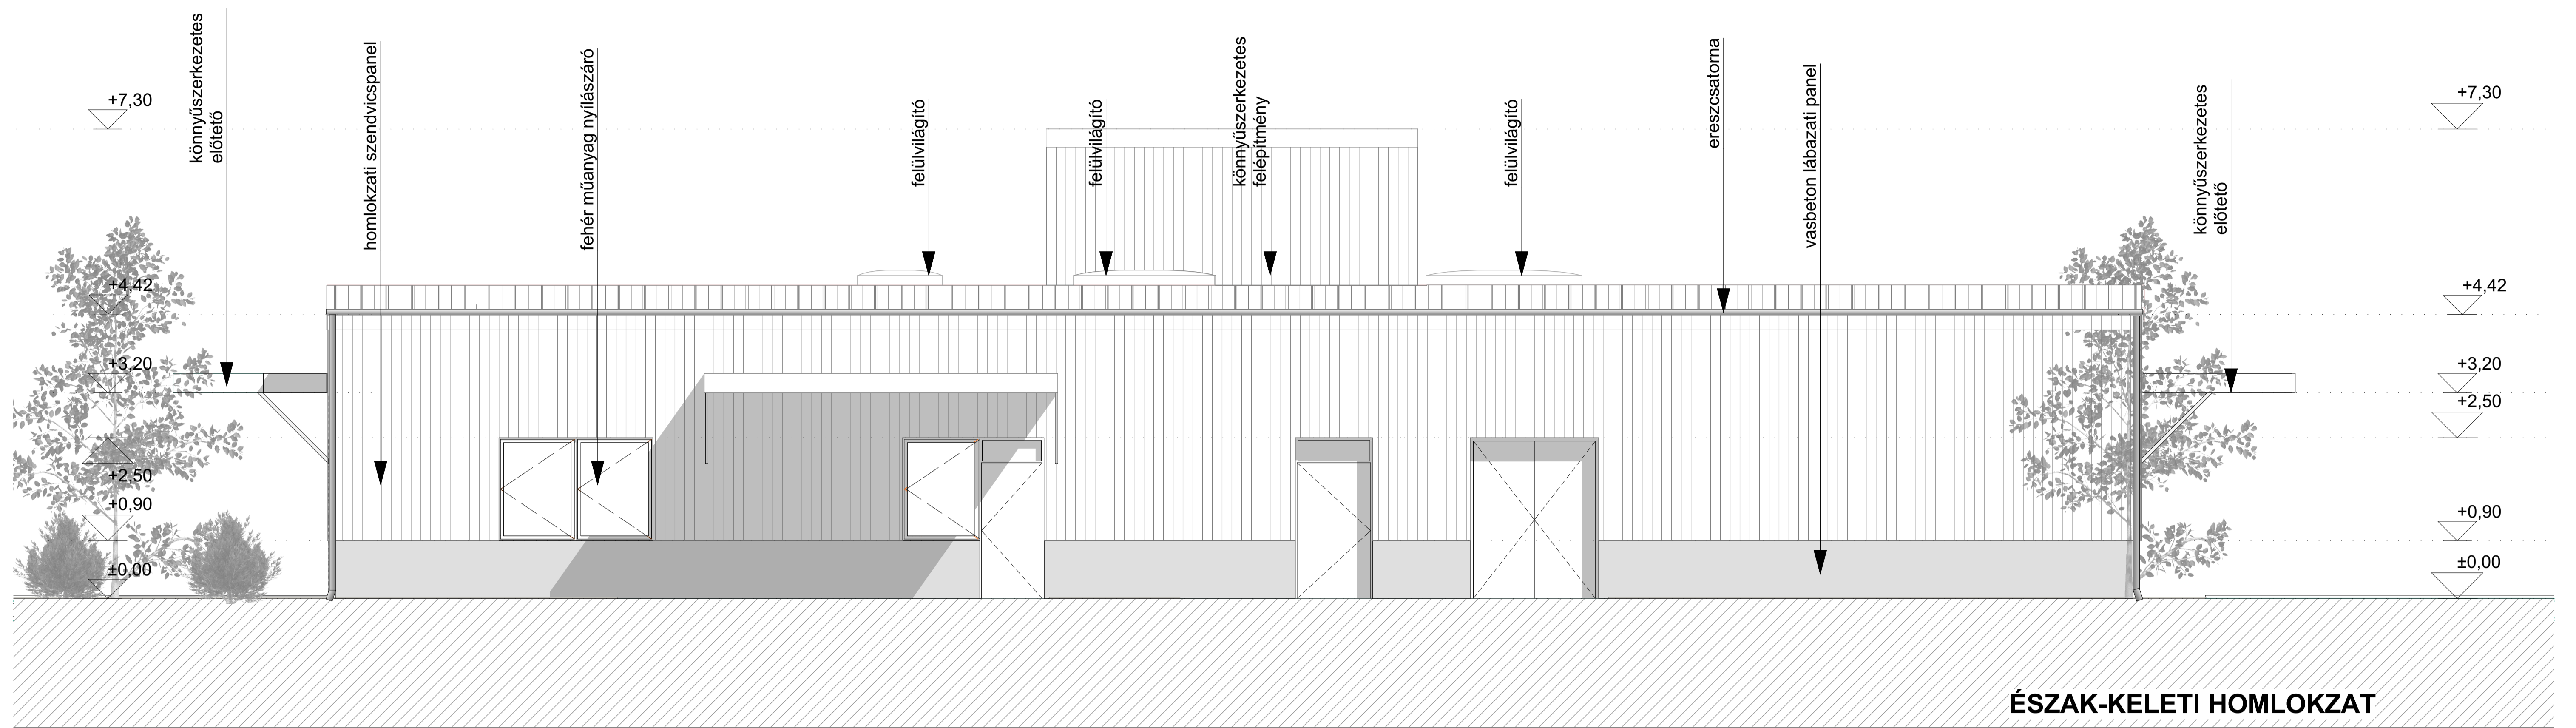 könnyűszerkezetes
előtető
homlokzati szendvicspanel
fehér műanyag nyílászáró
felülvilágító
felülvilágító
könnyűszerkezetes
felépítmény
felülvilágító
ereszcsatorna
vasbeton lábazati panel
könnyűszerkezetes
előtető
+7,30
+4,42
+3,20
+2,50
+0,90
±0,00
+7,30
+4,42
+3,20
+2,50
+0,90
±0,00
ÉSZAK-KELETI HOMLOKZAT